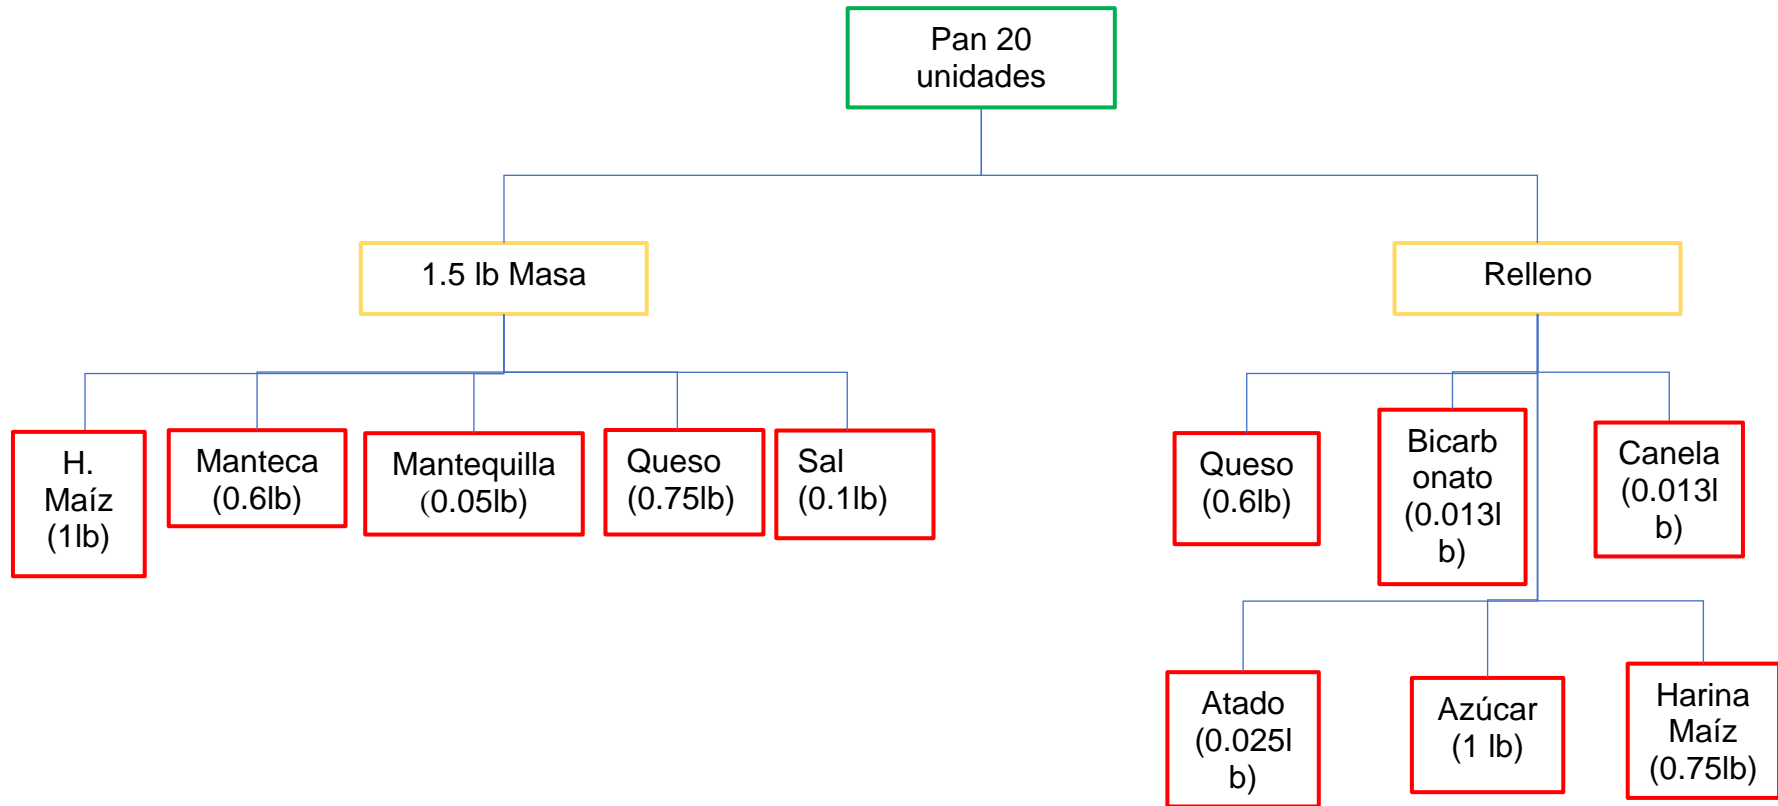 Pan 20
unidades
1.5 lb Masa
Relleno
H.
Maíz
(1lb)
Manteca
(0.6lb)
Mantequilla
(0.05lb)
Queso
(0.75lb)
Sal
(0.1lb)
Queso
(0.6lb)
Bicarb
onato
(0.013l
b)
Canela
(0.013l
b)
Atado
(0.025l
b)
Azúcar
(1 lb)
Harina
Maíz
(0.75lb)